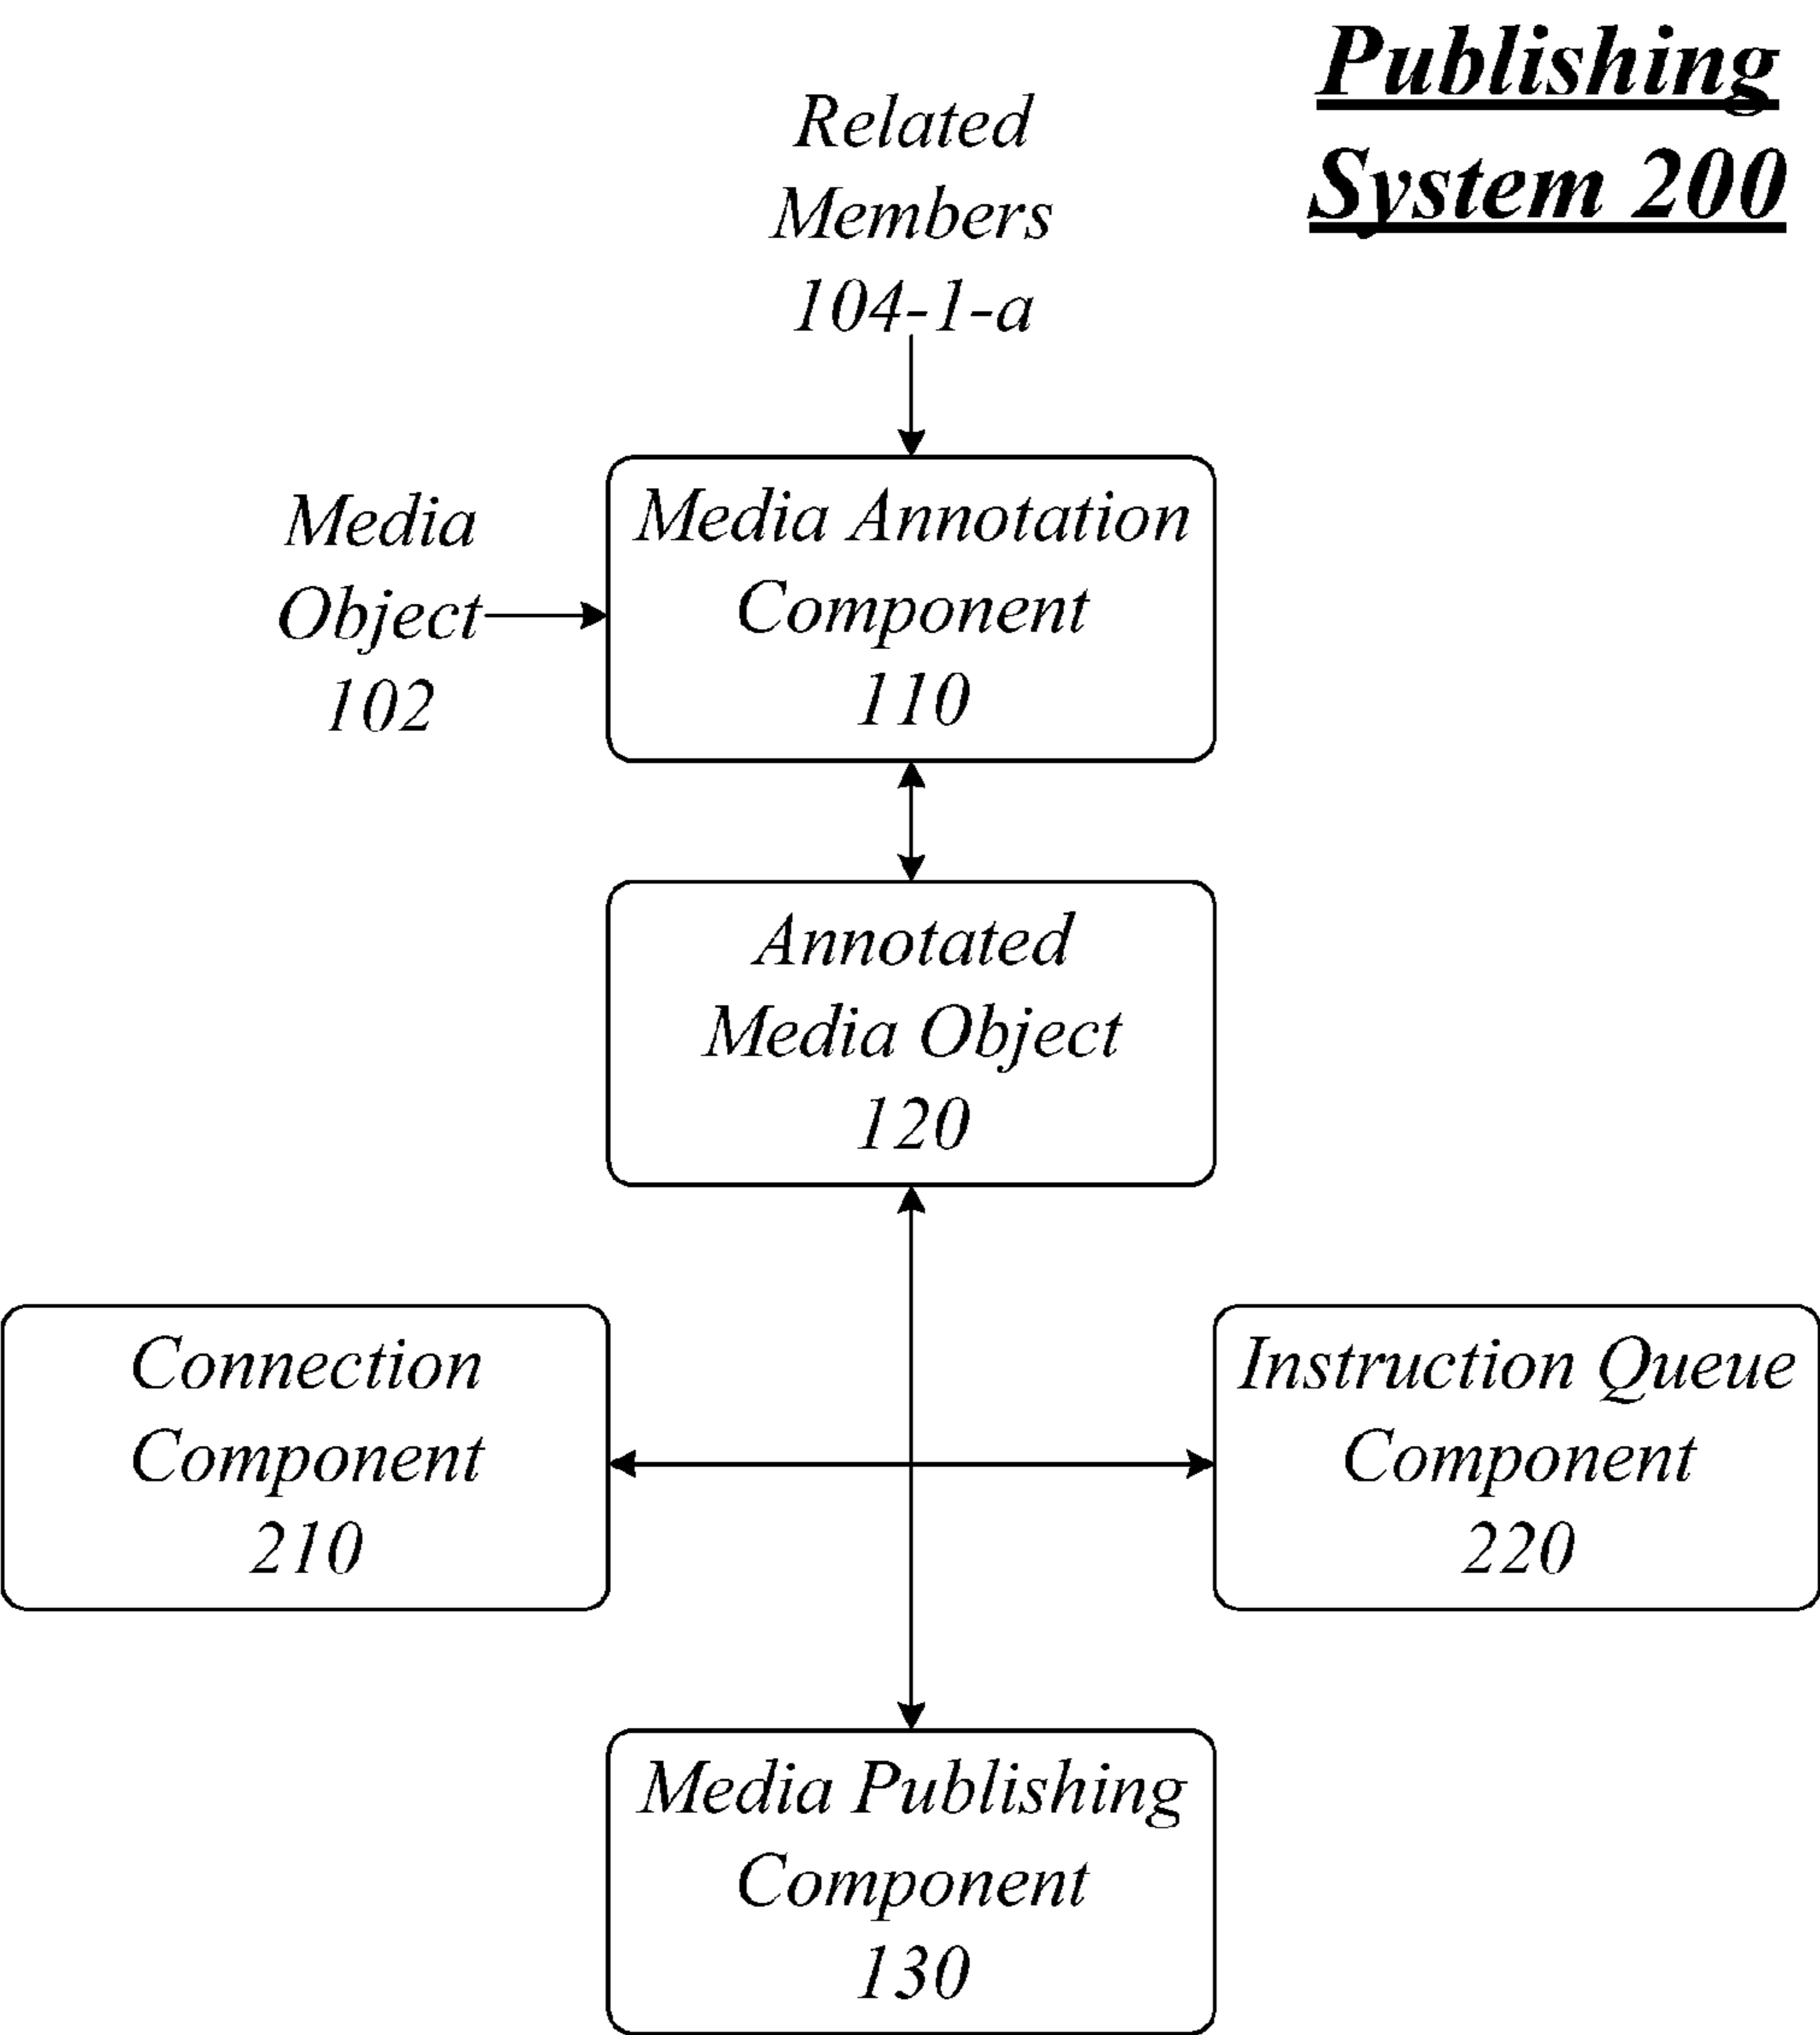 Publishing
System 200
Related
Members
104-1-a
Media
Object
102
Media Annotation
Component
110
Annotated
Media Object
120
Connection
Component
210
Instruction Queue
Component
220
Media Publishing
Component
130